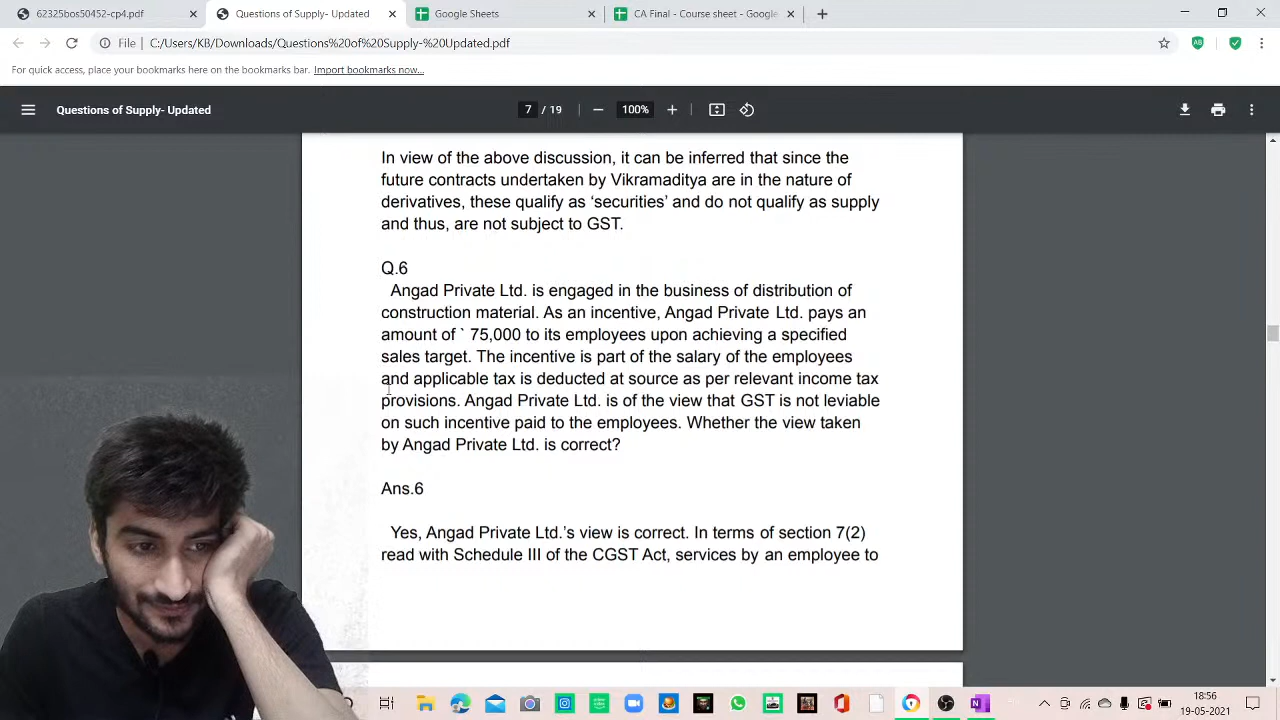 62325bos50452-cp4.pdf
Questions of Supply- Updated
Google Sheets
CA Final - Course sheet - Google
File | C:/Users/KB/Downloads/Questions%20of%20Supply-%20Updated.pdf
For quick access, place your bookmarks here on the bookmarks bar. Import bookmarks now...
Questions of Supply- Updated
7 / 19
100%
In view of the above discussion, it can be inferred that since the
future contracts undertaken by Vikramaditya are in the nature of
derivatives, these qualify as ‘securities’ and do not qualify as supply
and thus, are not subject to GST.
Q.6
Angad Private Ltd. is engaged in the business of distribution of
construction material. As an incentive, Angad Private Ltd. pays an
amount of ` 75,000 to its employees upon achieving a specified
sales target. The incentive is part of the salary of the employees
and applicable tax is deducted at source as per relevant income tax
provisions. Angad Private Ltd. is of the view that GST is not leviable
on such incentive paid to the employees. Whether the view taken
by Angad Private Ltd. is correct?
Ans.6
Yes, Angad Private Ltd.’s view is correct. In terms of section 7(2)
read with Schedule III of the CGST Act, services by an employee to
18:56
19-05-2021